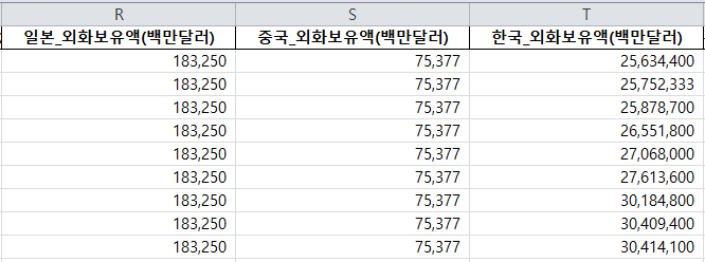 R S T
일본_외화보유액(백만달러) 중국_외화보유액(백만달러) 한국_외화보유액(백만달러)
183,250 75,377 25,634,400
183,250 75,377 25,752,333
183,250 75,377 25,878,700
183,250 75,377 26,551,800
183,250 75,377 27,068,000
183,250 75,377 27,613,600
183,250 75,377 30,184,800
183,250 75,377 30,409,400
183,250 75,377 30,414,100